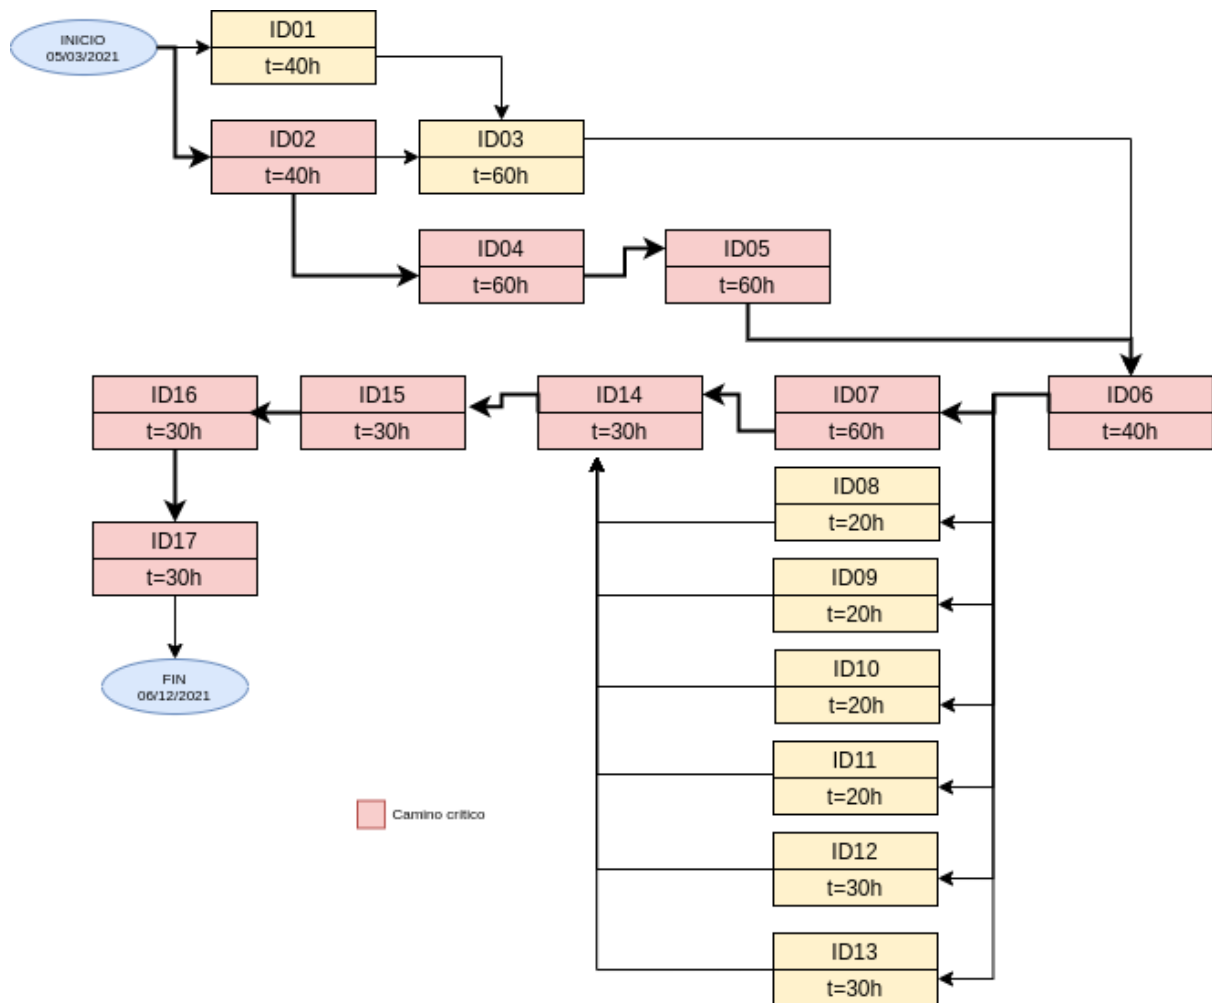 INICIO
05/03/2021
ID01
t=40h
ID02
t=40h
ID03
t=60h
ID04
t=60h
ID05
t=60h
ID16
t=30h
ID15
t=30h
ID14
t=30h
ID07
t=60h
ID06
t=40h
ID08
t=20h
ID17
t=30h
ID09
t=20h
ID10
t=20h
FIN
06/12/2021
ID11
t=20h
Camino crítico
ID12
t=30h
ID13
t=30h